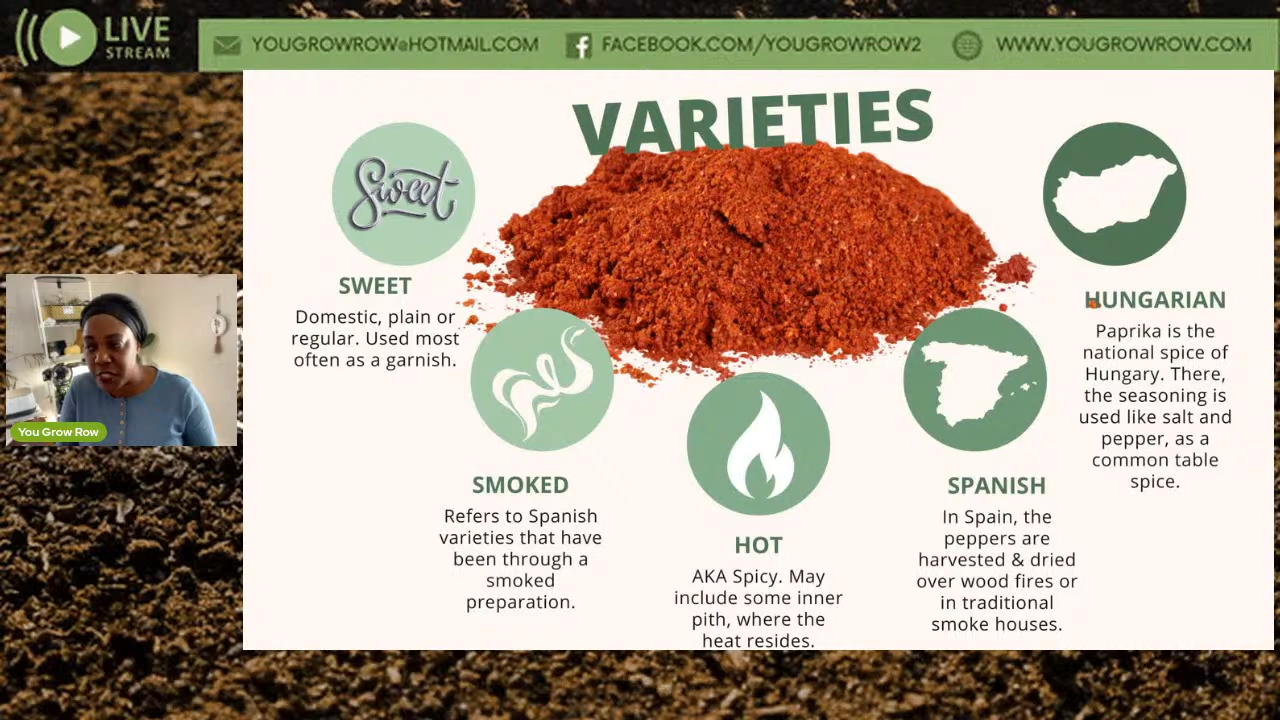 LIVE
STREAM
YOUGROWROW@HOTMAIL.COM
FACEBOOK.COM/YOUGROWROW2
WWW.YOUGROWROW.COM
VARIETIES
Sweet
SWEET
Domestic, plain or
regular. Used most
often as a garnish.
SMOKED
Refers to Spanish
varieties that have
been through a
smoked
preparation.
HOT
AKA Spicy. May
include some inner
pith, where the
heat resides.
SPANISH
In Spain, the
peppers are
harvested & dried
over wood fires or
in traditional
smoke houses.
HUNGARIAN
Paprika is the
national spice of
Hungary. There,
the seasoning is
used like salt and
pepper, as a
common table
spice.
You Grow Row